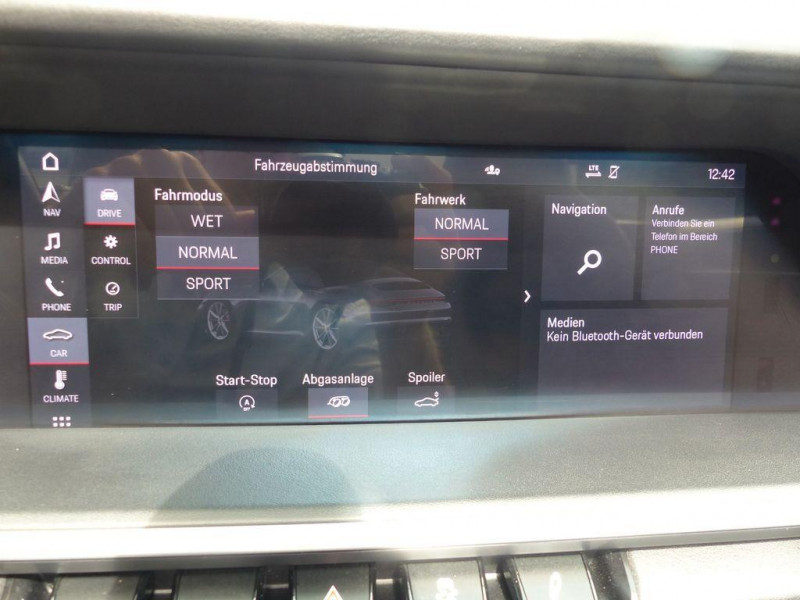 Fahrzeugabstimmung
LTE
12:42
NAV
MEDIA
PHONE
CAR
CLIMATE
DRIVE
CONTROL
TRIP
Fahrmodus
WET
NORMAL
SPORT
Fahrwerk
NORMAL
SPORT
Start-Stop
A
OFF
Abgasanlage
Spoiler
Navigation
Anrufe
Verbinden Sie ein
Telefon im Bereich
PHONE
Medien
Kein Bluetooth-Gerät verbunden